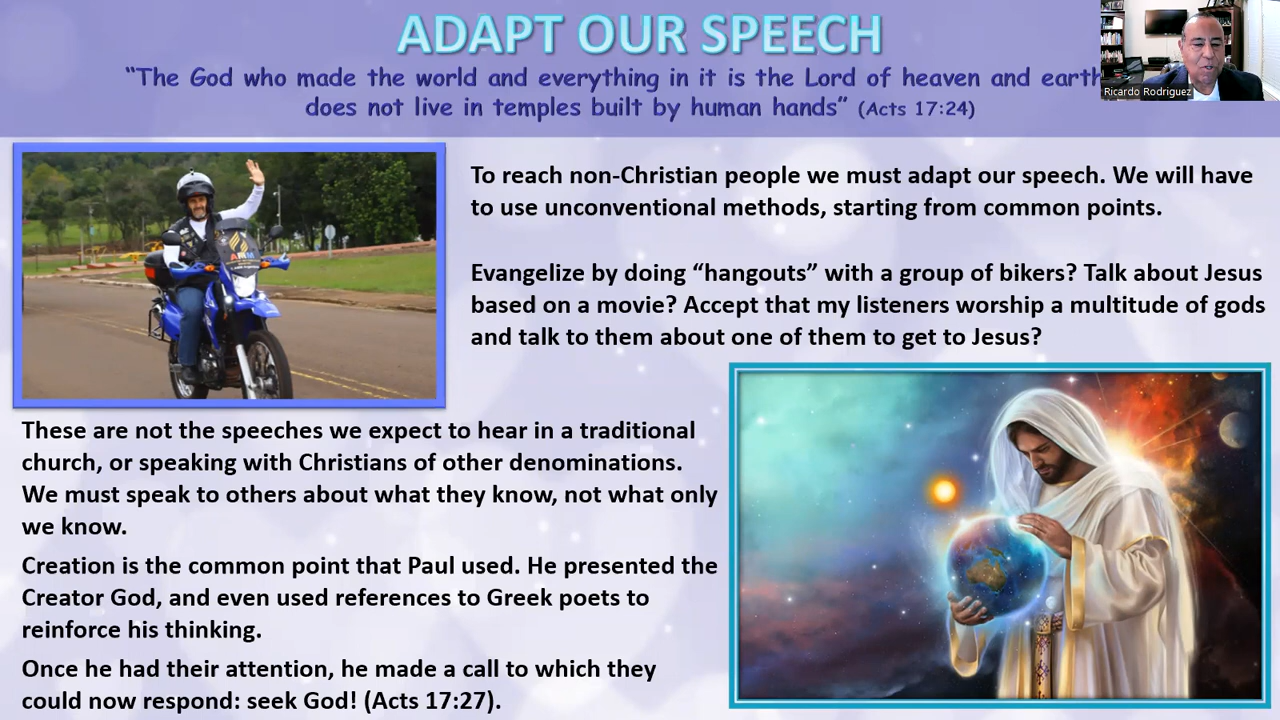 ADAPT OUR SPEECH
“The God who made the world and everything in it is the Lord of heaven and earth
does not live in temples built by human hands” (Acts 17:24)
Ricardo Rodriguez
To reach non-Christian people we must adapt our speech. We will have
to use unconventional methods, starting from common points.
Evangelize by doing “hangouts” with a group of bikers? Talk about Jesus
based on a movie? Accept that my listeners worship a multitude of gods
and talk to them about one of them to get to Jesus?
These are not the speeches we expect to hear in a traditional
church, or speaking with Christians of other denominations.
We must speak to others about what they know, not what only
we know.
Creation is the common point that Paul used. He presented the
Creator God, and even used references to Greek poets to
reinforce his thinking.
Once he had their attention, he made a call to which they
could now respond: seek God! (Acts 17:27).